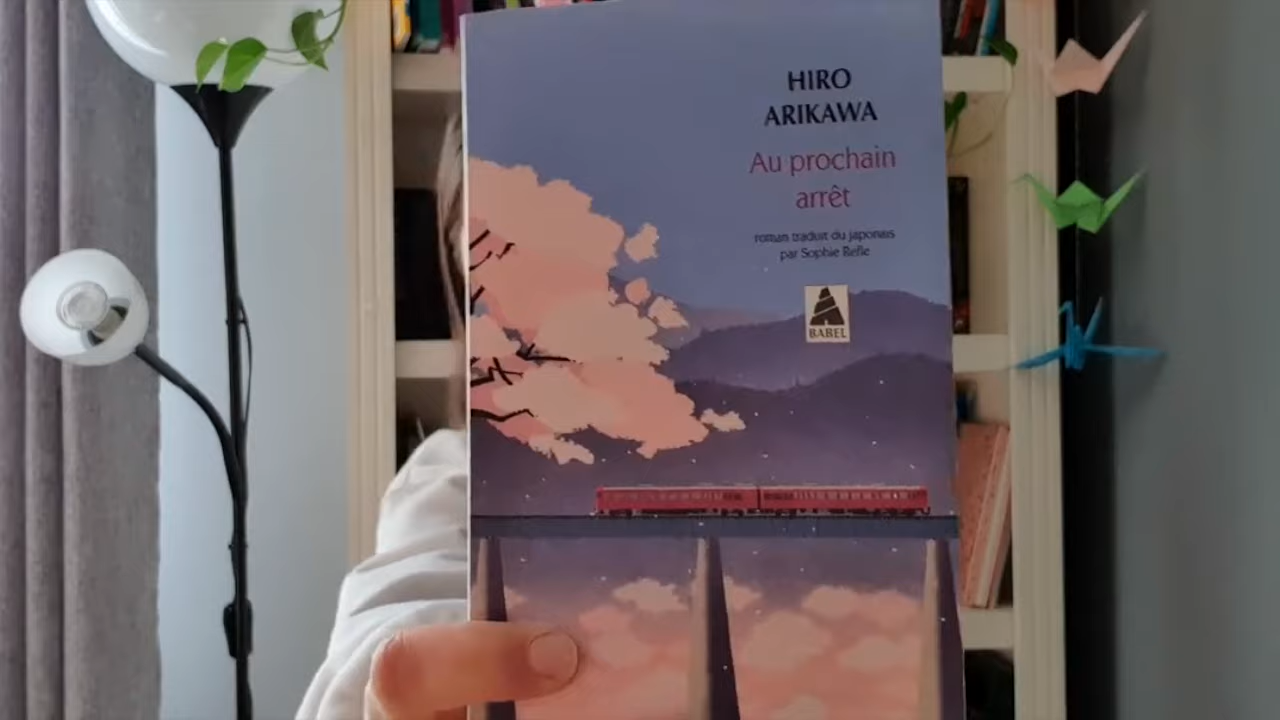 HIRO
ARIKAWA
Au prochain
arrêt
roman traduit du japonais
par Sophie Refle
BABEL